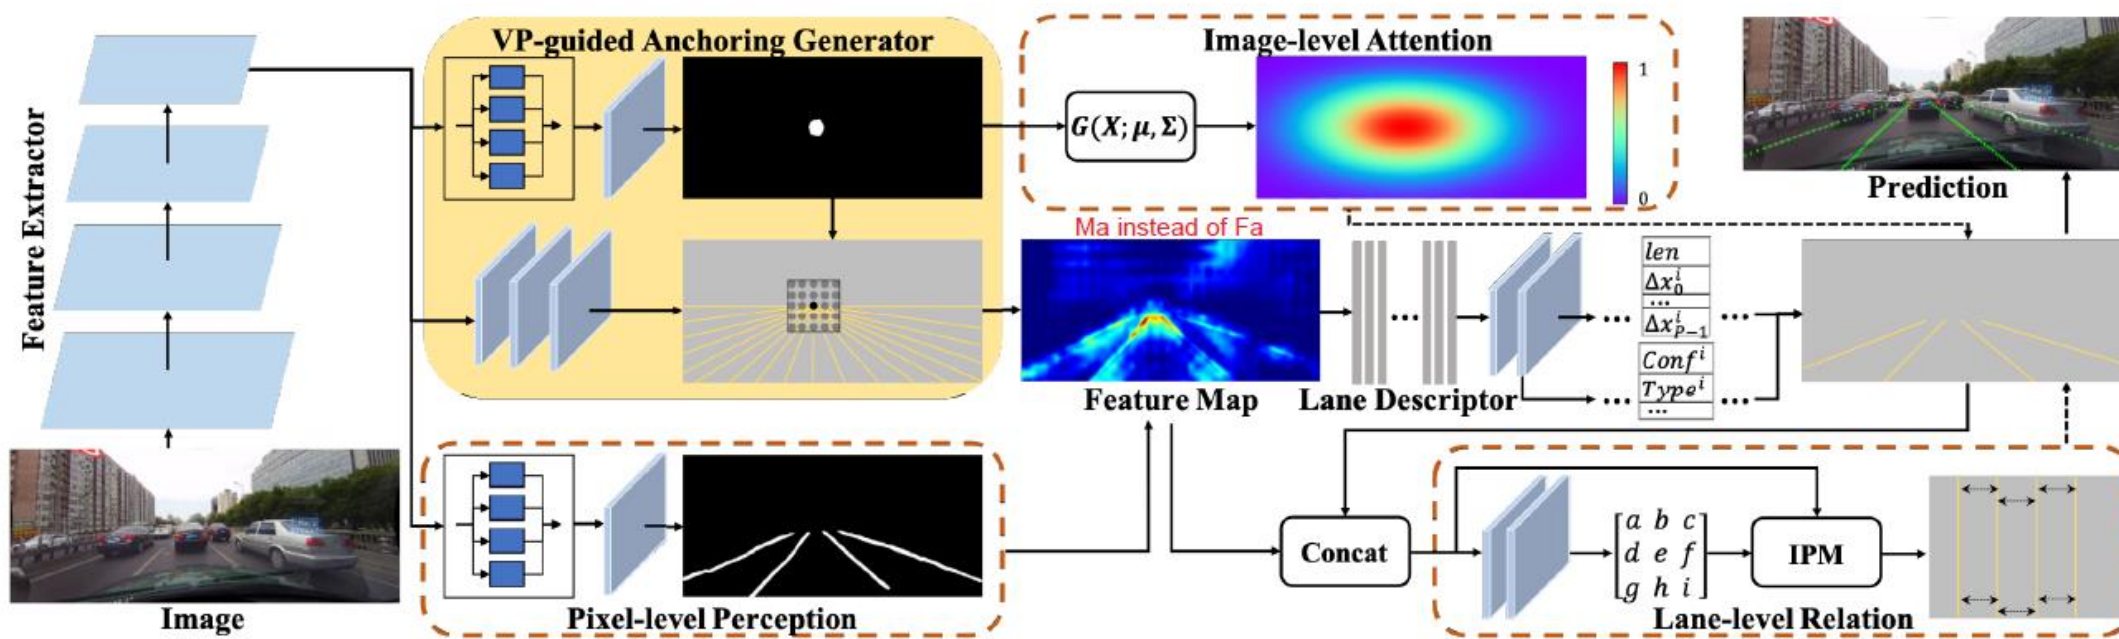 VP-guided Anchoring Generator
Image-level Attention
1
G(X; μ, Σ)
0
Prediction
Feature Extractor
Ma instead of Fa
len
Δx₀ⁱ
...
Δxᵢₚ₋₁
Confⁱ
Typeⁱ
...
... ... ...
... ...
Feature Map
Lane Descriptor
Concat
a b c
d e f
g h i
IPM
Image
Pixel-level Perception
Lane-level Relation